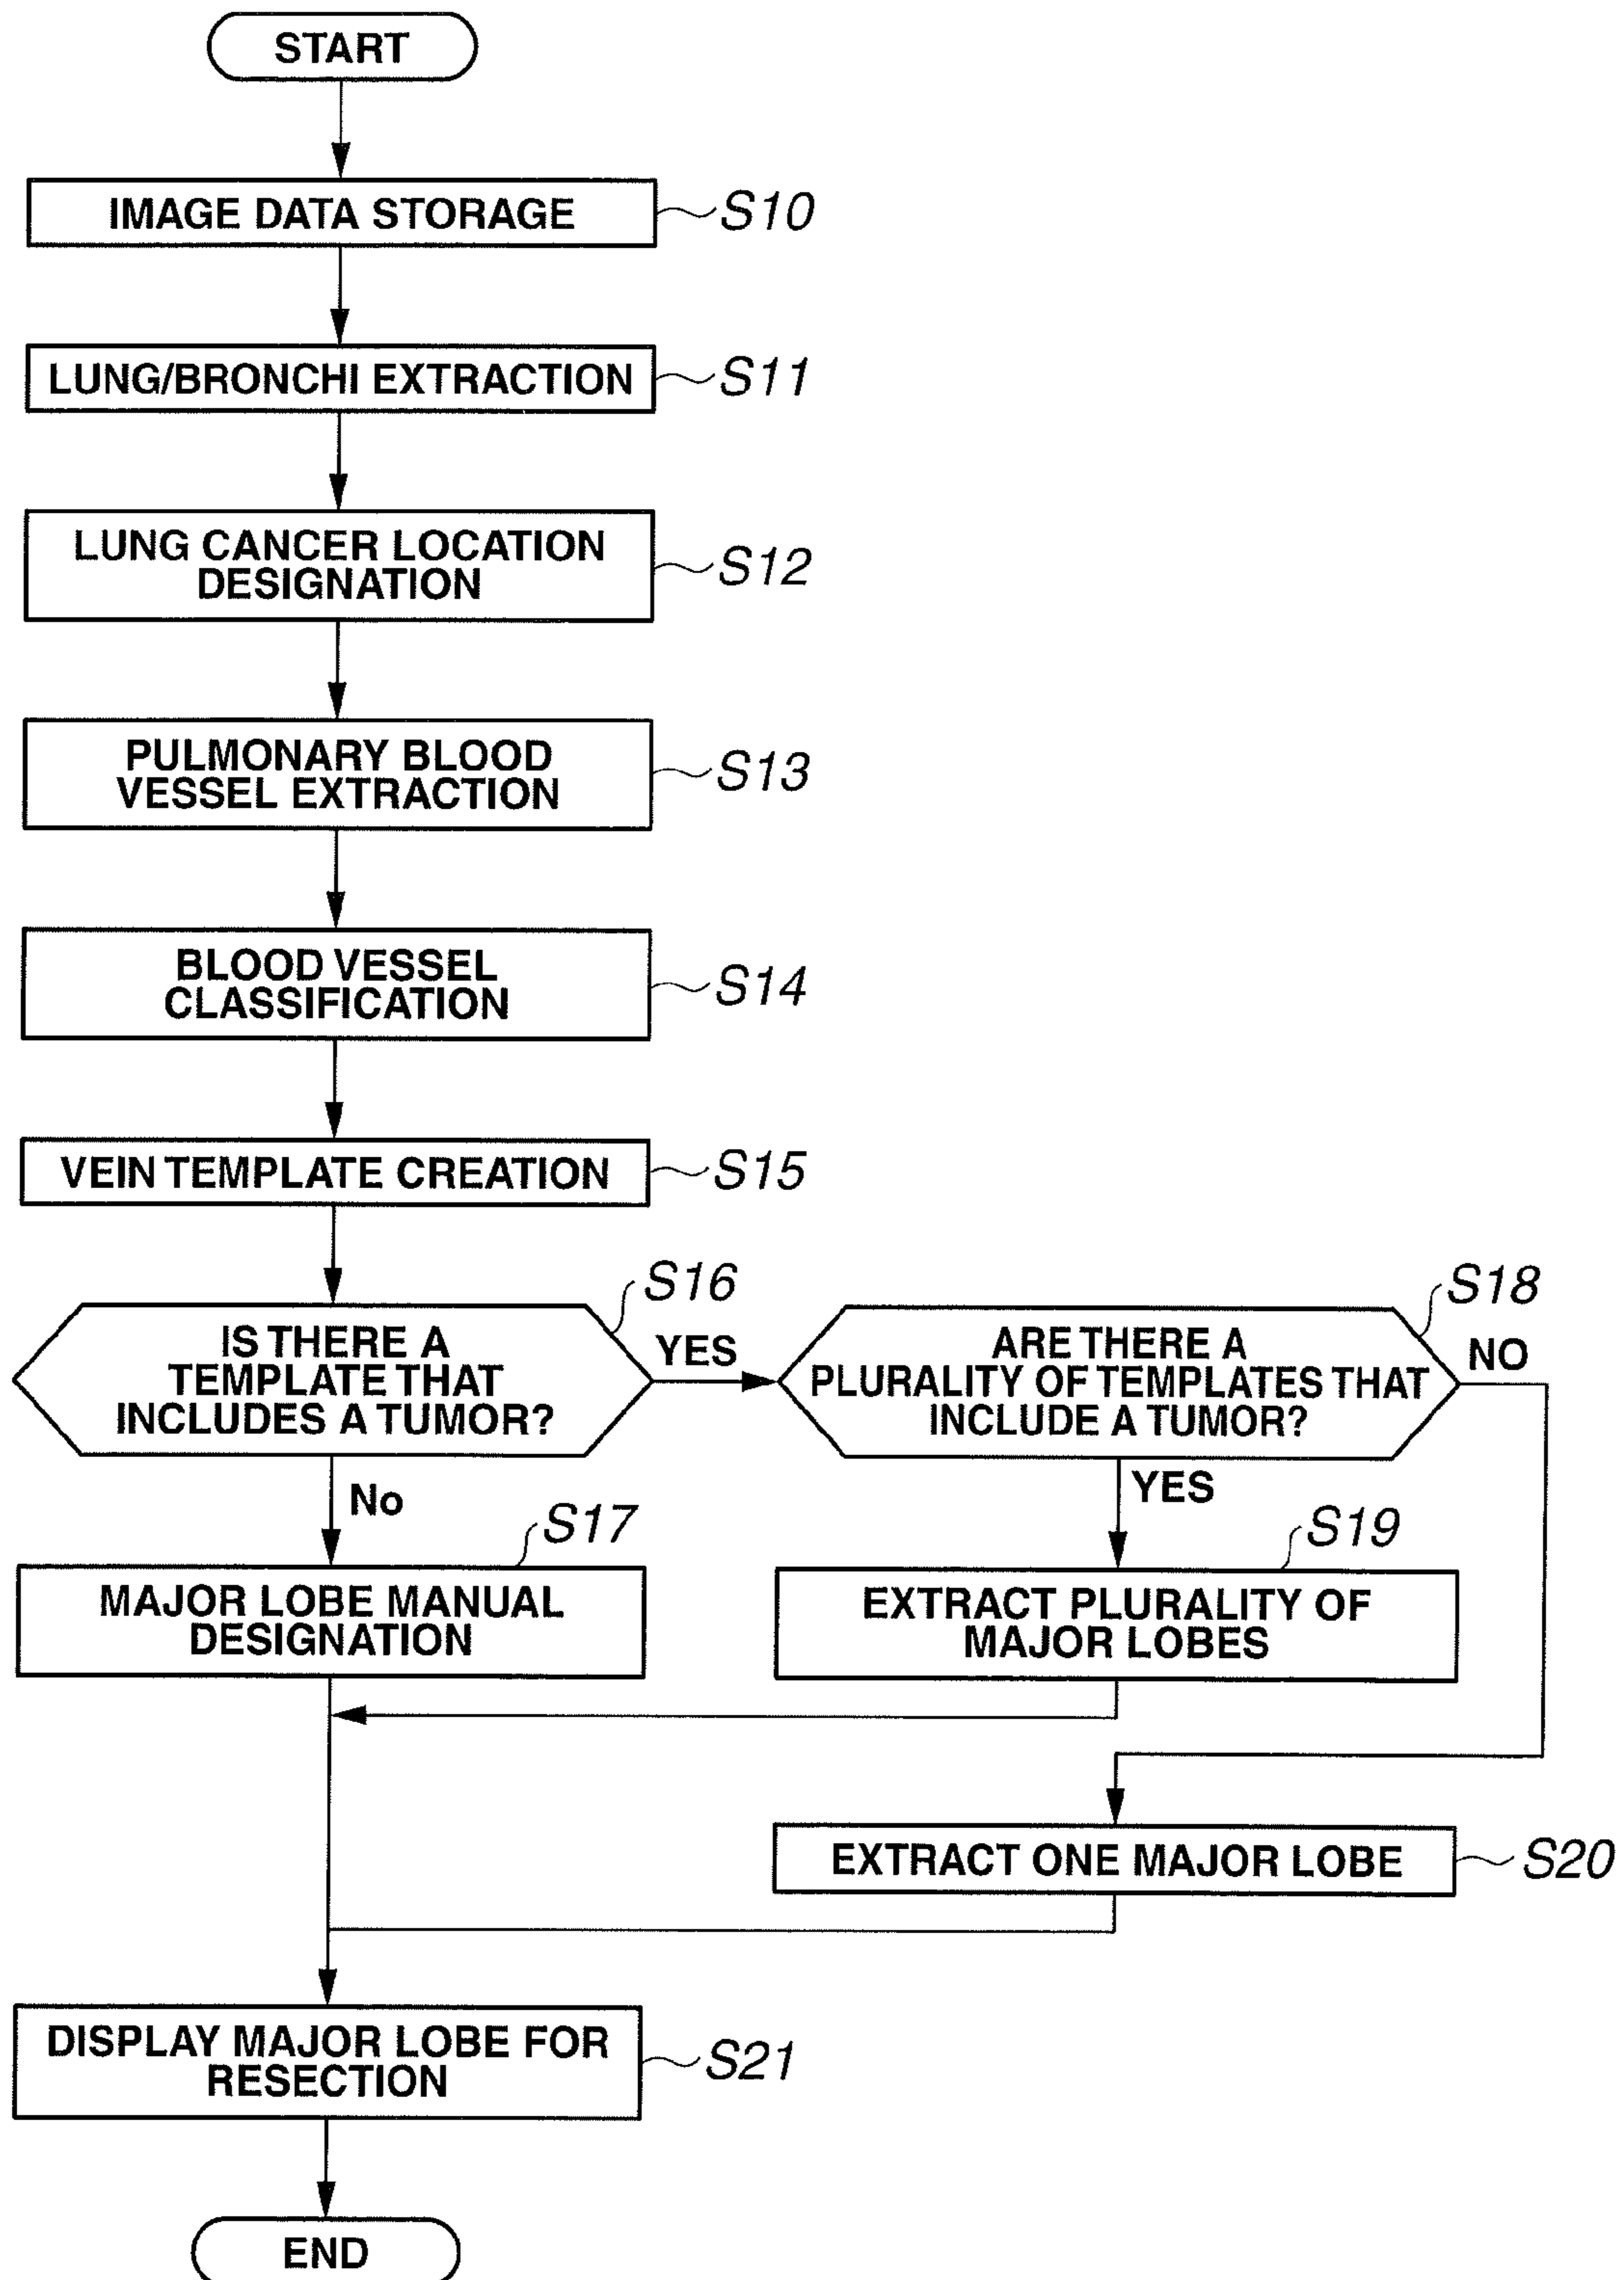 START
IMAGE DATA STORAGE
S10
LUNG/BRONCHI EXTRACTION
S11
LUNG CANCER LOCATION
DESIGNATION
S12
PULMONARY BLOOD
VESSEL EXTRACTION
S13
BLOOD VESSEL
CLASSIFICATION
S14
VEIN TEMPLATE CREATION
S15
S16
IS THERE A
TEMPLATE THAT
INCLUDES A TUMOR?
YES
No
S18
ARE THERE A
PLURALITY OF TEMPLATES THAT
INCLUDE A TUMOR?
NO
YES
S17
MAJOR LOBE MANUAL
DESIGNATION
S19
EXTRACT PLURALITY OF
MAJOR LOBES
EXTRACT ONE MAJOR LOBE
S20
DISPLAY MAJOR LOBE FOR
RESECTION
S21
END